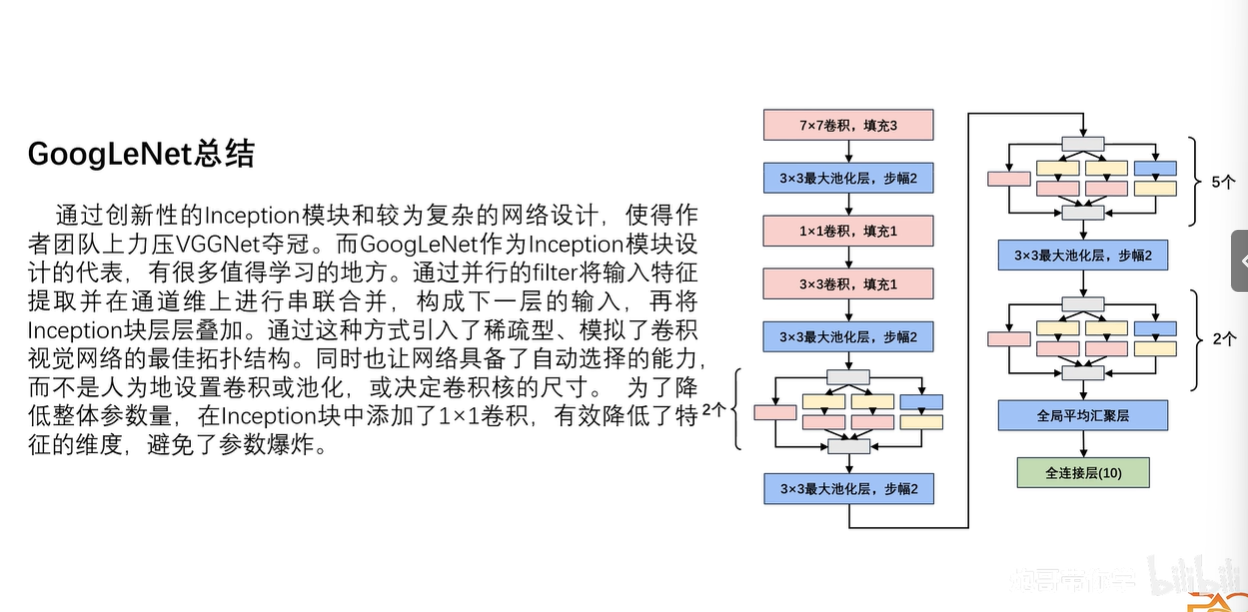 GoogLeNet总结
通过创新性的Inception模块和较为复杂的网络设计，使得作
者团队上力压VGGNet夺冠。而GoogLeNet作为Inception模块设
计的代表，有很多值得学习的地方。通过并行的filter将输入特征
提取并在通道维上进行串联合并，构成下一层的输入，再将
Inception块层层叠加。通过这种方式引入了稀疏型、模拟了卷积
视觉网络的最佳拓扑结构。同时也让网络具备了自动选择的能力，
而不是人为地设置卷积或池化，或决定卷积核的尺寸。 为了降
低整体参数量，在Inception块中添加了1×1卷积，有效降低了特
征的维度，避免了参数爆炸。
7×7卷积，填充3
3×3最大池化层，步幅2
1×1卷积，填充1
3×3卷积，填充1
3×3最大池化层，步幅2
2个
3×3最大池化层，步幅2
5个
3×3最大池化层，步幅2
2个
全局平均汇聚层
全连接层(10)
bilibili